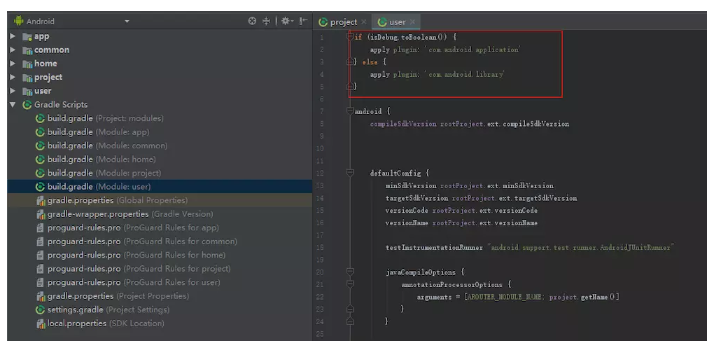 Android
app
common
home
project
user
Gradle Scripts
build.gradle (Project: modules)
build.gradle (Module: app)
build.gradle (Module: common)
build.gradle (Module: home)
build.gradle (Module: project)
build.gradle (Module: user)
gradle.properties (Global Properties)
gradle-wrapper.properties (Gradle Version)
proguard-rules.pro (ProGuard Rules for app)
proguard-rules.pro (ProGuard Rules for common)
proguard-rules.pro (ProGuard Rules for home)
proguard-rules.pro (ProGuard Rules for project)
proguard-rules.pro (ProGuard Rules for user)
gradle.properties (Project Properties)
settings.gradle (Project Settings)
local.properties (SDK Location)
project user
1 if (isDebug.toBoolean()) {
2 apply plugin: 'com.android.application'
3 } else {
4 apply plugin: 'com.android.library'
5 }
6
7 android {
8 compileSdkVersion rootProject.ext.compileSdkVersion
9
10
11
12 defaultConfig {
13 minSdkVersion rootProject.ext.minSdkVersion
14 targetSdkVersion rootProject.ext.targetSdkVersion
15 versionCode rootProject.ext.versionCode
16 versionName rootProject.ext.versionName
17
18 testInstrumentationRunner "android.support.test.runner.AndroidJUnitRunner"
19
20 javaCompileOptions {
21 annotationProcessorOptions {
22 arguments = [AROUTER_MODULE_NAME: project.getName()]
23 }
24 }
25